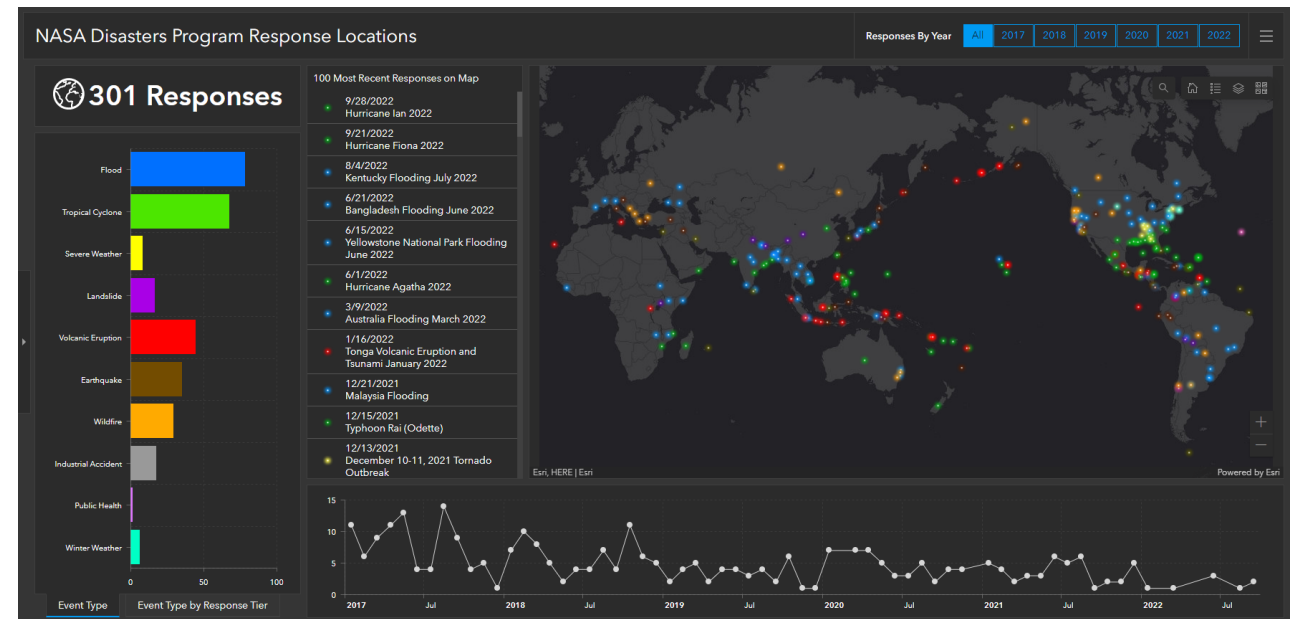 NASA Disasters Program Response Locations
Responses By Year
All 2017 2018 2019 2020 2021 2022
301 Responses
Flood
Tropical Cyclone
Severe Weather
Landslide
Volcanic Eruption
Earthquake
Wildfire
Industrial Accident
Public Health
Winter Weather
0 50 100
Event Type
Event Type by Response Tier
100 Most Recent Responses on Map
9/28/2022
Hurricane Ian 2022
9/21/2022
Hurricane Fiona 2022
8/4/2022
Kentucky Flooding July 2022
6/21/2022
Bangladesh Flooding June 2022
6/15/2022
Yellowstone National Park Flooding
June 2022
6/1/2022
Hurricane Agatha 2022
3/9/2022
Australia Flooding March 2022
1/16/2022
Tonga Volcanic Eruption and
Tsunami January 2022
12/21/2021
Malaysia Flooding
12/15/2021
Typhoon Rai (Odette)
12/13/2021
December 10-11, 2021 Tornado
Outbreak
Esri, HERE | Esri
Powered by Esri
15
10
5
0
2017 Jul 2018 Jul 2019 Jul 2020 Jul 2021 Jul 2022 Jul